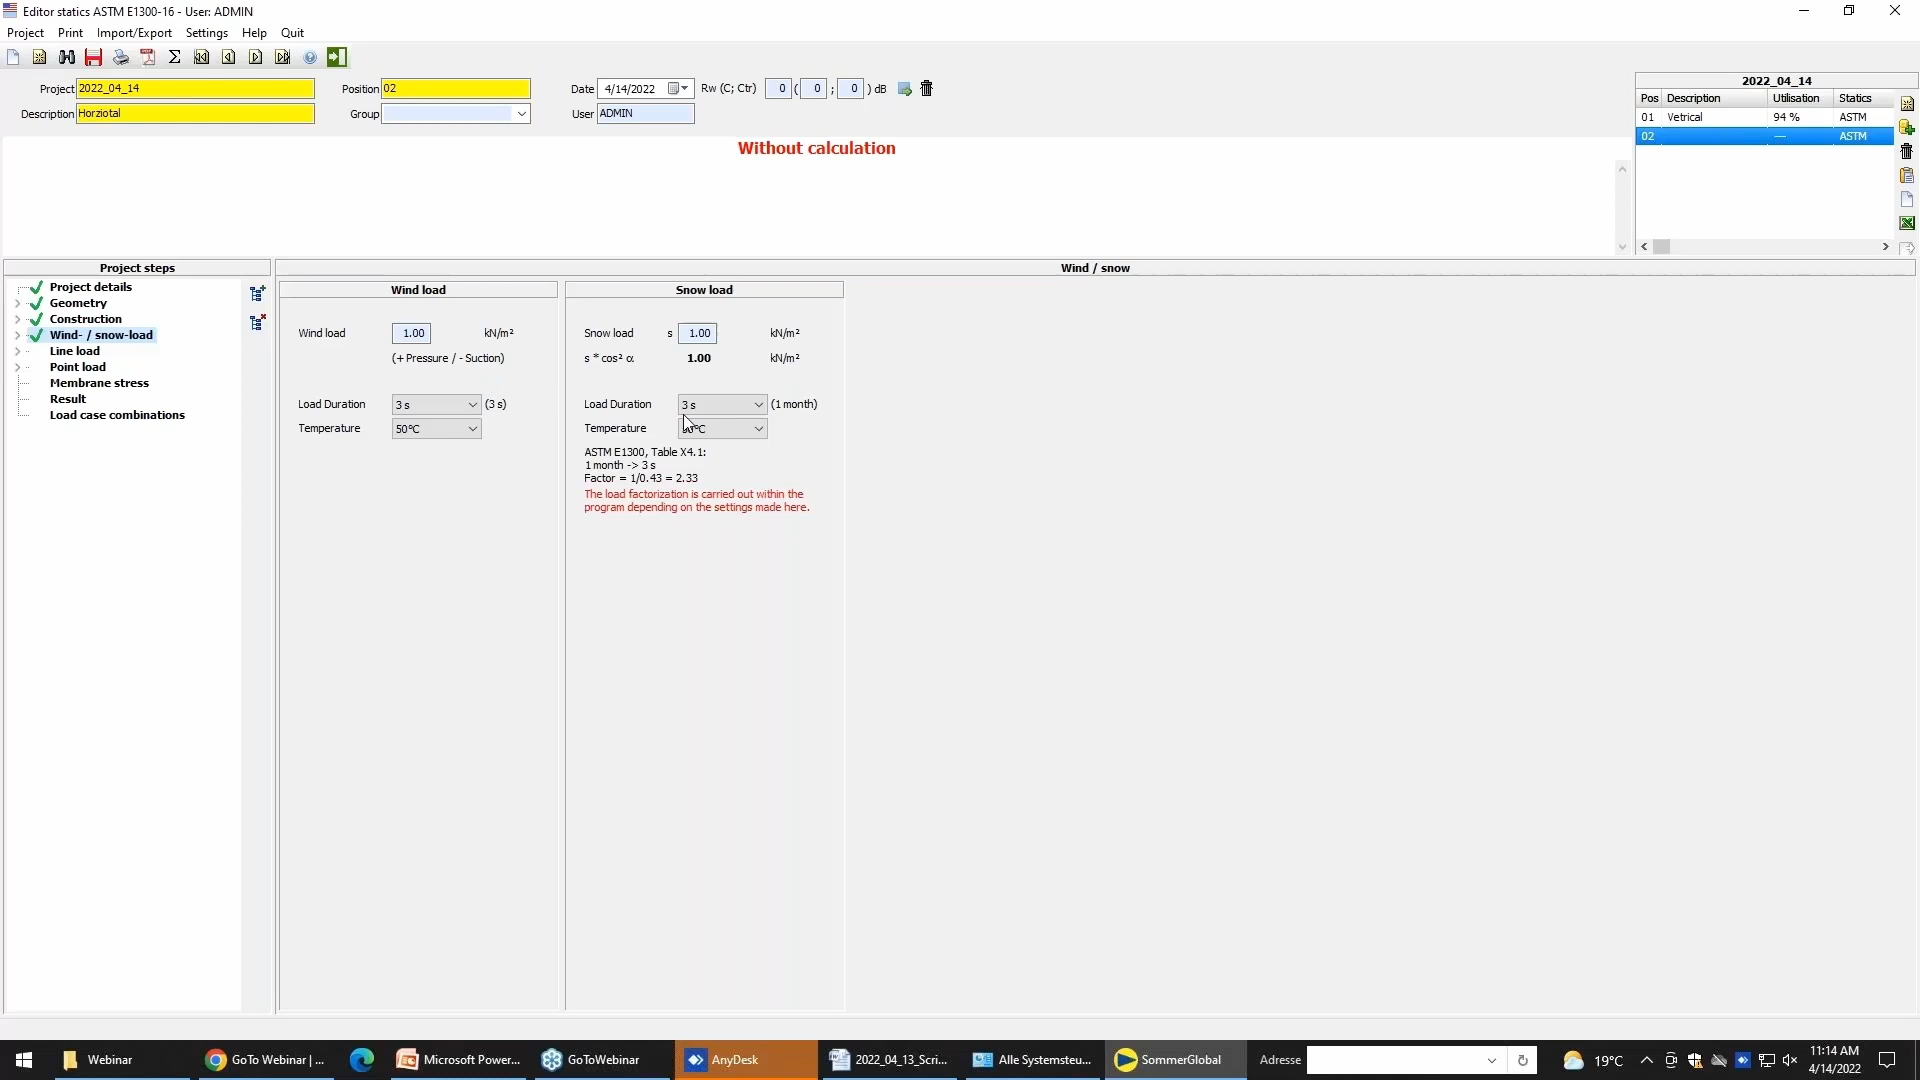 Editor statics ASTM E1300-16 - User: ADMIN
Project Print Import/Export Settings Help Quit
Project 2022_04_14 Position 02 Date 4/14/2022 Rw (C; Ctr) 0 ( 0 ; 0 ) dB
Description Horziotal Group User ADMIN
Without calculation
2022_04_14
Pos Description Utilisation Statics
01 Vetrical 94 % ASTM
02 --- ASTM
Project steps
Project details
Geometry
Construction
Wind- / snow-load
Line load
Point load
Membrane stress
Result
Load case combinations
Wind / snow
Wind load
Wind load 1.00 kN/m²
(+ Pressure / - Suction)
Load Duration 3 s (3 s)
Temperature 50°C
Snow load
Snow load s 1.00 kN/m²
s * cos² α 1.00 kN/m²
Load Duration 3 s (1 month)
Temperature
ASTM E1300, Table X4.1:
1 month -> 3 s
Factor = 1/0.43 = 2.33
The load factorization is carried out within the
program depending on the settings made here.
Webinar
GoTo Webinar | ...
Microsoft Power...
GoToWebinar
AnyDesk
2022_04_13_Scri...
Alle Systemsteu...
SommerGlobal
Adresse
19°C
11:14 AM
4/14/2022